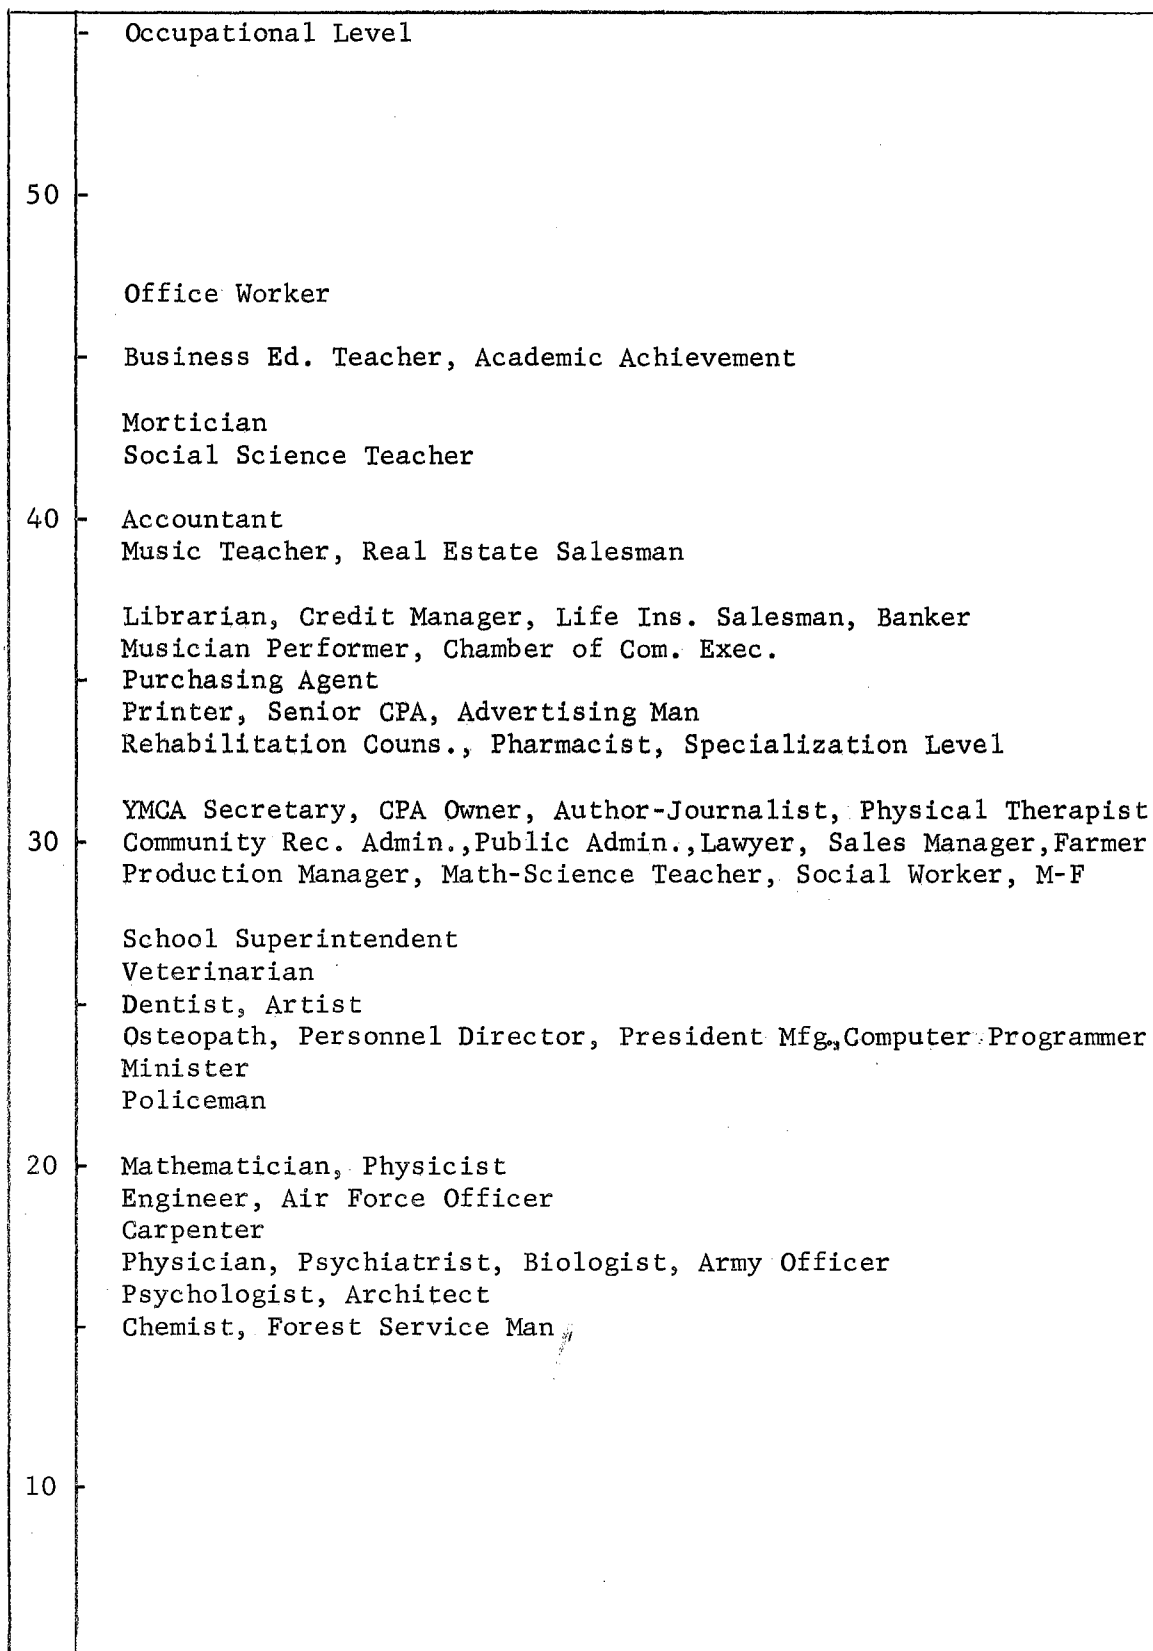 - Occupational Level
50 -
Office Worker
- Business Ed. Teacher, Academic Achievement
Mortician
Social Science Teacher
40 - Accountant
Music Teacher, Real Estate Salesman
Librarian, Credit Manager, Life Ins. Salesman, Banker
Musician Performer, Chamber of Com. Exec.
- Purchasing Agent
Printer, Senior CPA, Advertising Man
Rehabilitation Couns., Pharmacist, Specialization Level
YMCA Secretary, CPA Owner, Author-Journalist, Physical Therapist
30 - Community Rec. Admin.,Public Admin.,Lawyer, Sales Manager,Farmer
Production Manager, Math-Science Teacher, Social Worker, M-F
School Superintendent
Veterinarian
- Dentist, Artist
Osteopath, Personnel Director, President Mfg.,Computer Programmer
Minister
Policeman
20 - Mathematician, Physicist
Engineer, Air Force Officer
Carpenter
Physician, Psychiatrist, Biologist, Army Officer
Psychologist, Architect
- Chemist, Forest Service Man
10 -